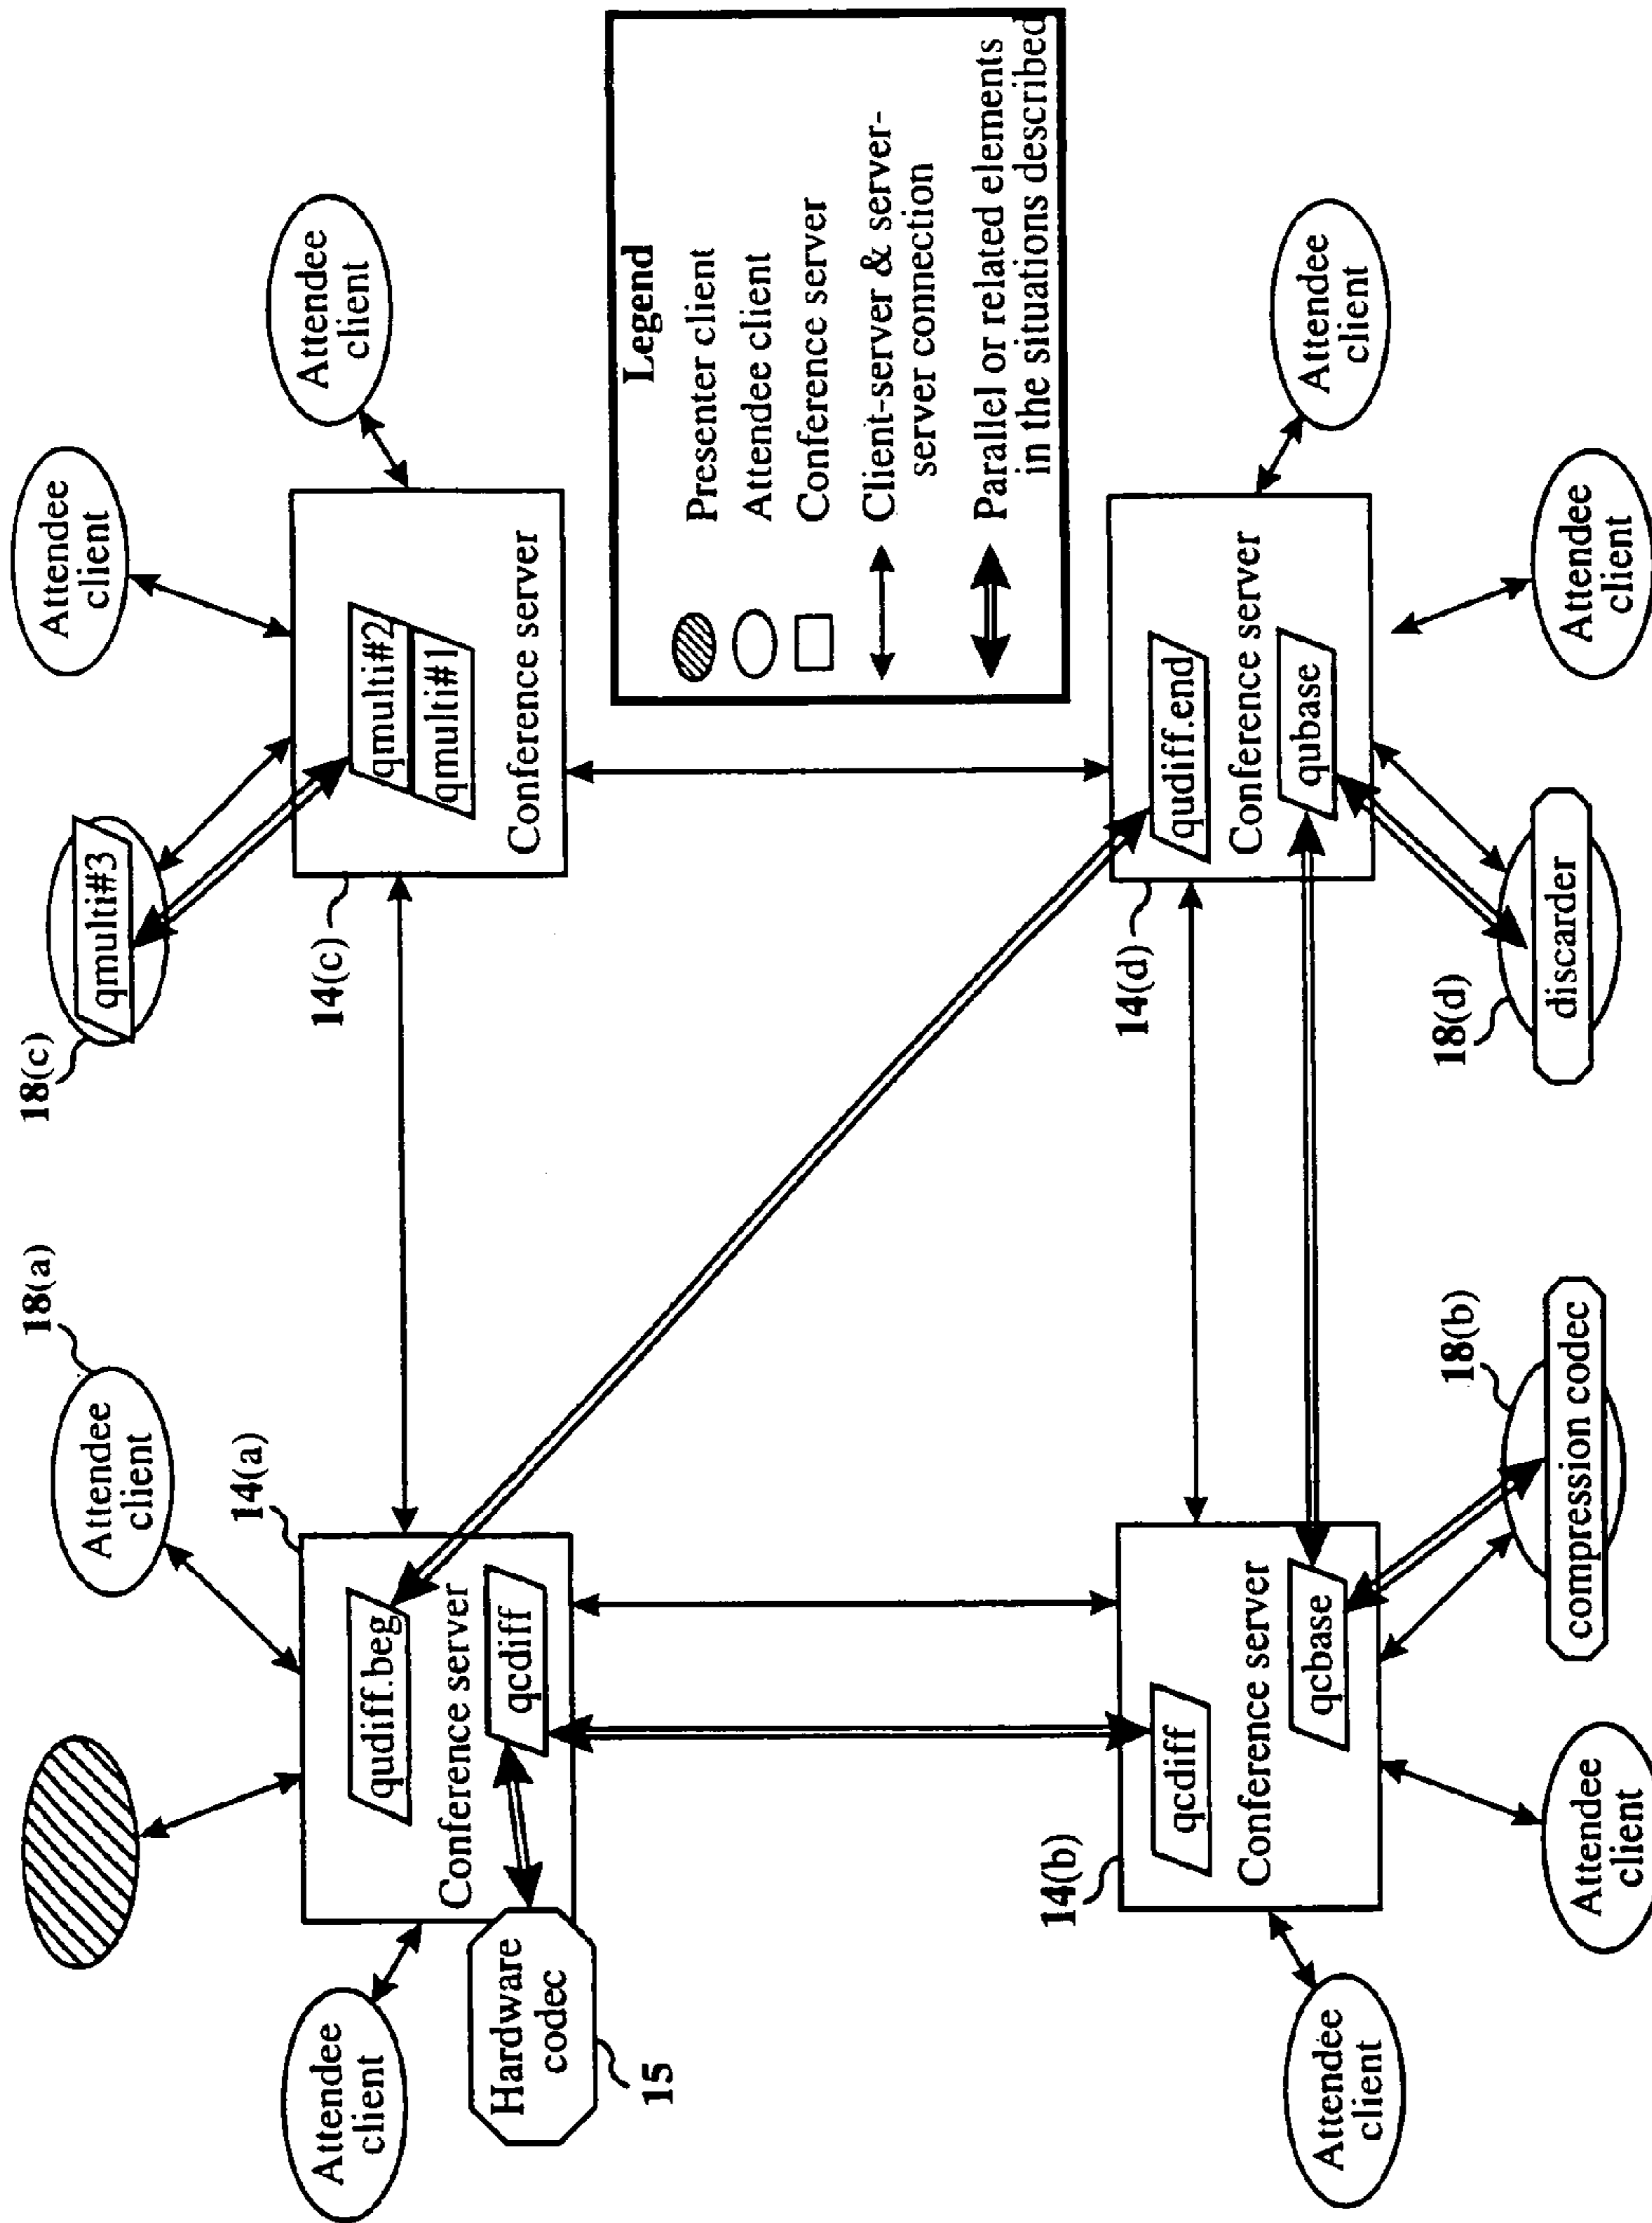 18(a)
18(c)
Attendee
client
14(a)
qmulti#3
Attendee
client
Attendee
client
Attendee
client
qudiff.beg
Conference server
qcdiff
Hardware
codec
15
14(c)
qmulti#2
qmulti#1
Conference server
Legend
Presenter client
Attendee client
Conference server
Client-server & server-
server connection
Parallel or related elements
in the situations described
14(b)
qcdiff
Conference server
qcbase
14(d)
qudiff.end
Conference server
qubase
Attendee
client
Attendee
client
18(b)
compression codec
18(d)
discarder
Attendee
client
Attendee
client